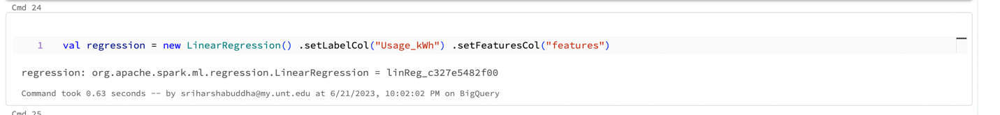 Cmd 24
1 val regression = new LinearRegression() .setLabelCol("Usage_kWh") .setFeaturesCol("features")
regression: org.apache.spark.ml.regression.LinearRegression = linReg_c327e5482f00
Command took 0.63 seconds -- by sriharshabuddha@my.unt.edu at 6/21/2023, 10:02:02 PM on BigQuery
Cmd 25